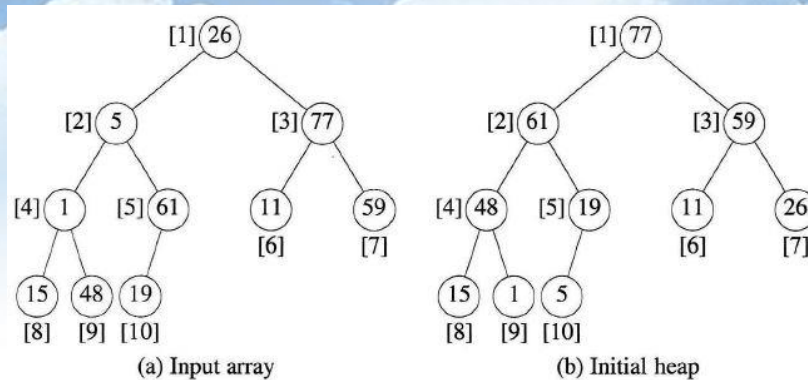 [1] 26
[2] 5 [3] 77
[4] 1 [5] 61 11 59
[6] [7]
15 48 19
[8] [9] [10]
(a) Input array
[1] 77
[2] 61 [3] 59
[4] 48 [5] 19 11 26
[6] [7]
15 1 5
[8] [9] [10]
(b) Initial heap